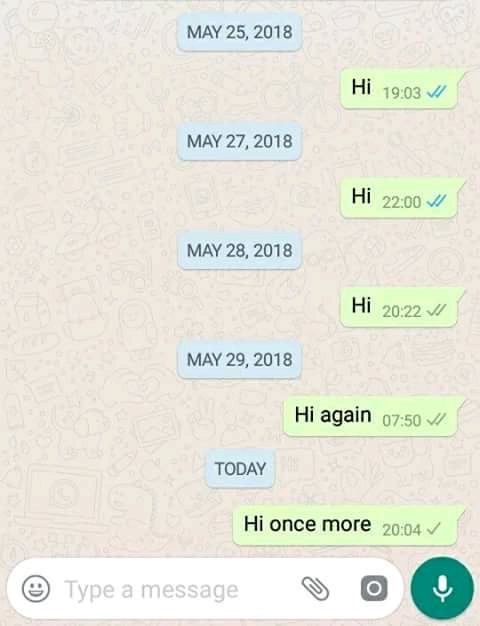 MAY 25, 2018
Hi 19:03
MAY 27, 2018
Hi 22:00
MAY 28, 2018
Hi 20:22
MAY 29, 2018
Hi again 07:50
TODAY
Hi once more 20:04
Type a message